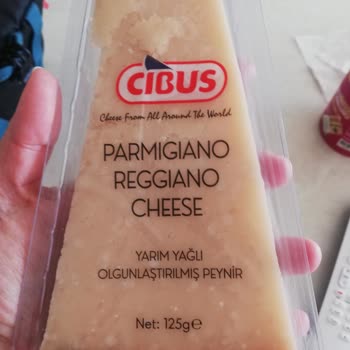 CIBUS
Cheese From All Around The World
PARMIGIANO
REGGIANO
CHEESE
YARIM YAĞLI
OLGUNLAŞTIRILMIŞ PEYNİR
Net: 125g℮